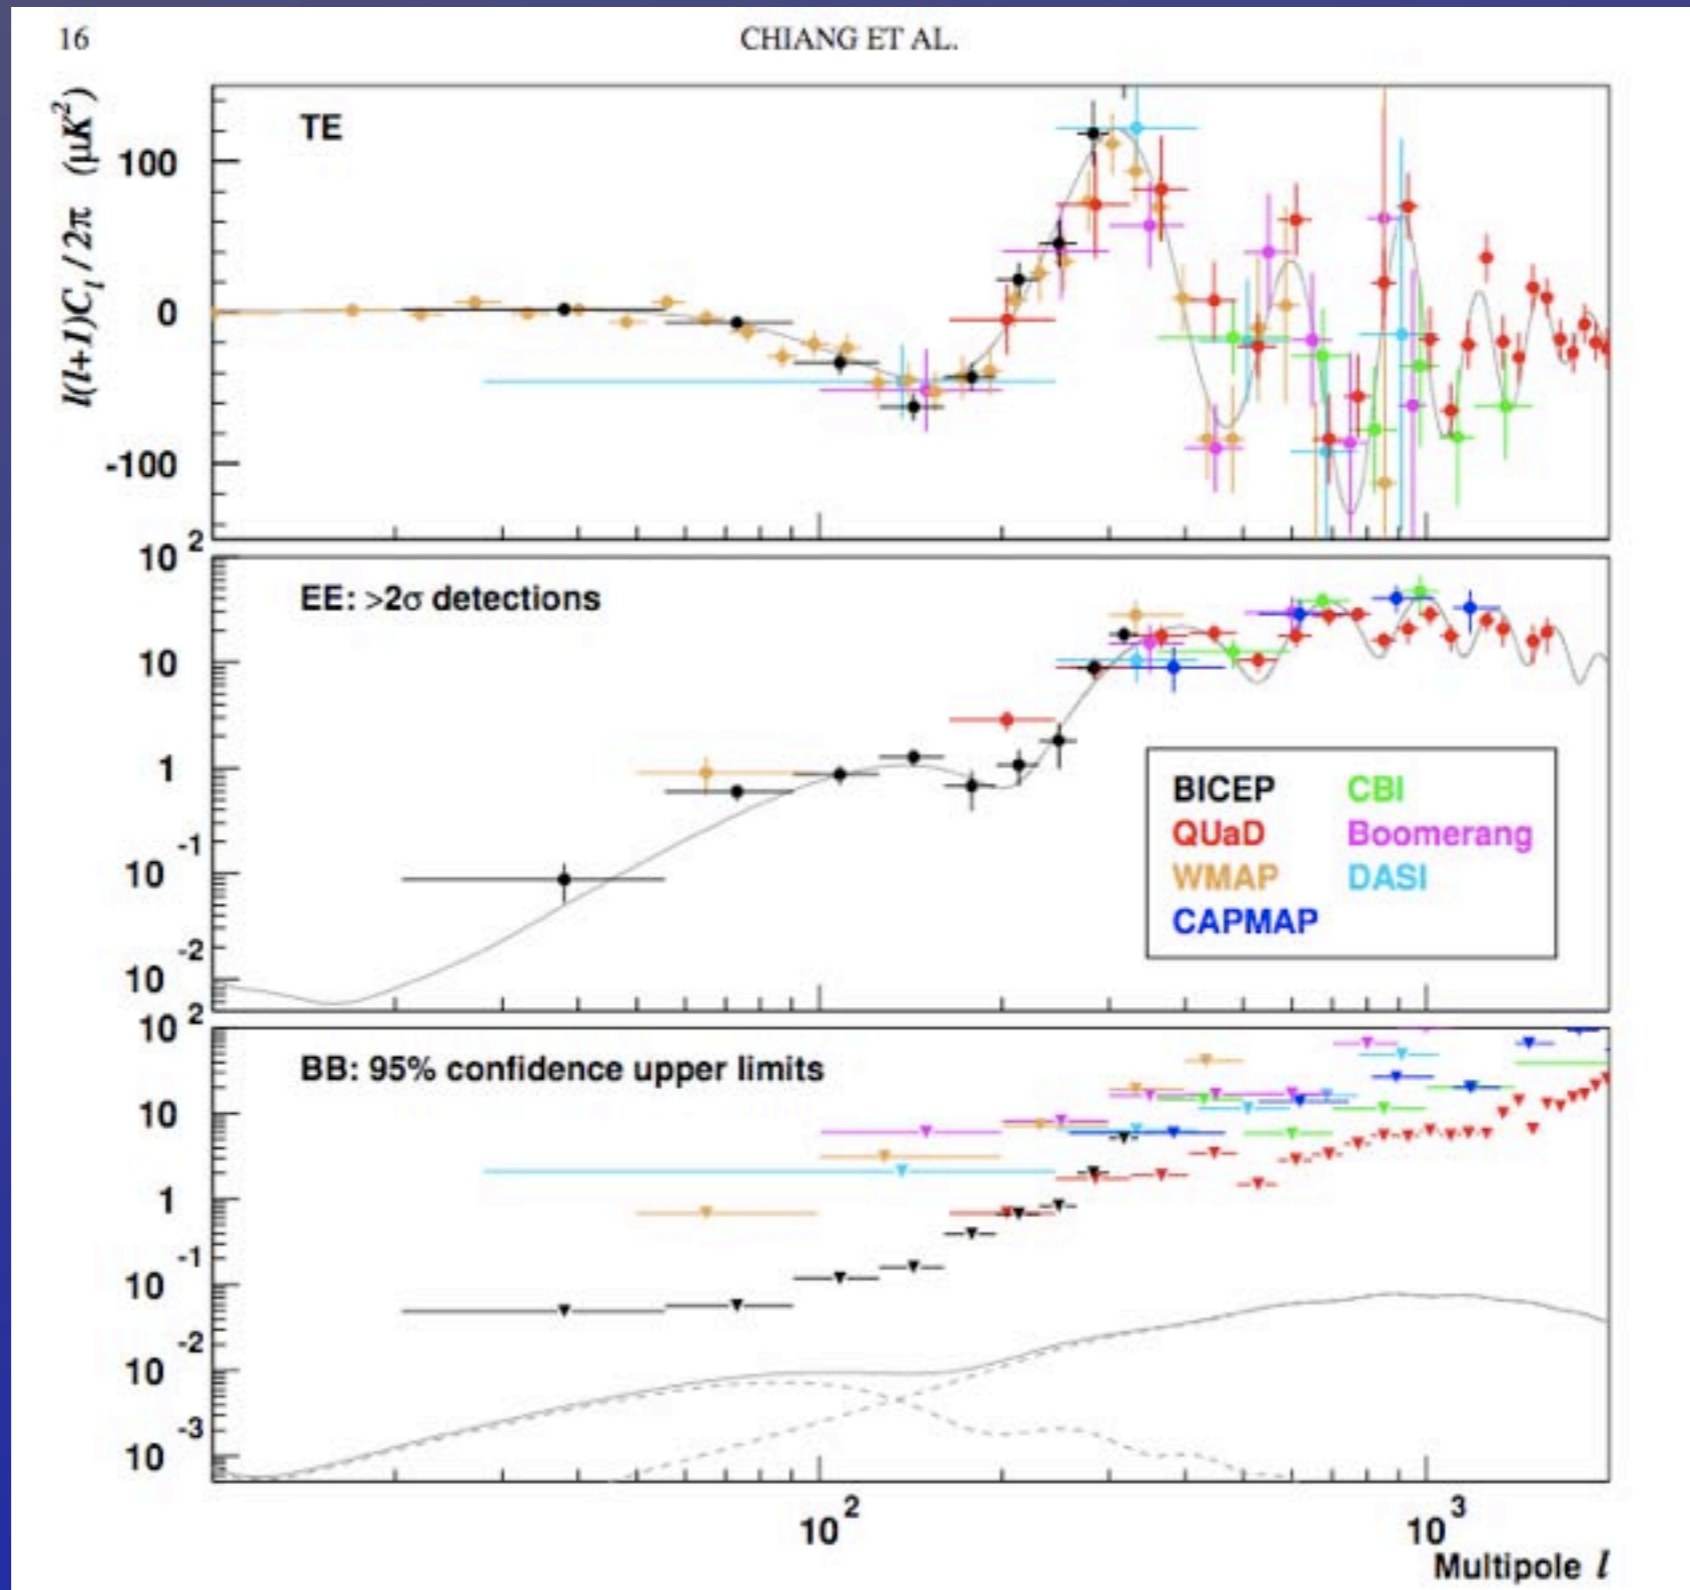 16
CHIANG ET AL.
l(l+1)C_l / 2π (μK²)
TE
100
0
-100
10²
EE: >2σ detections
10
1
10⁻¹
10⁻²
BICEP CBI
QUaD Boomerang
WMAP DASI
CAPMAP
10²
BB: 95% confidence upper limits
10
1
10⁻¹
10⁻²
10⁻³
10² 10³
Multipole l